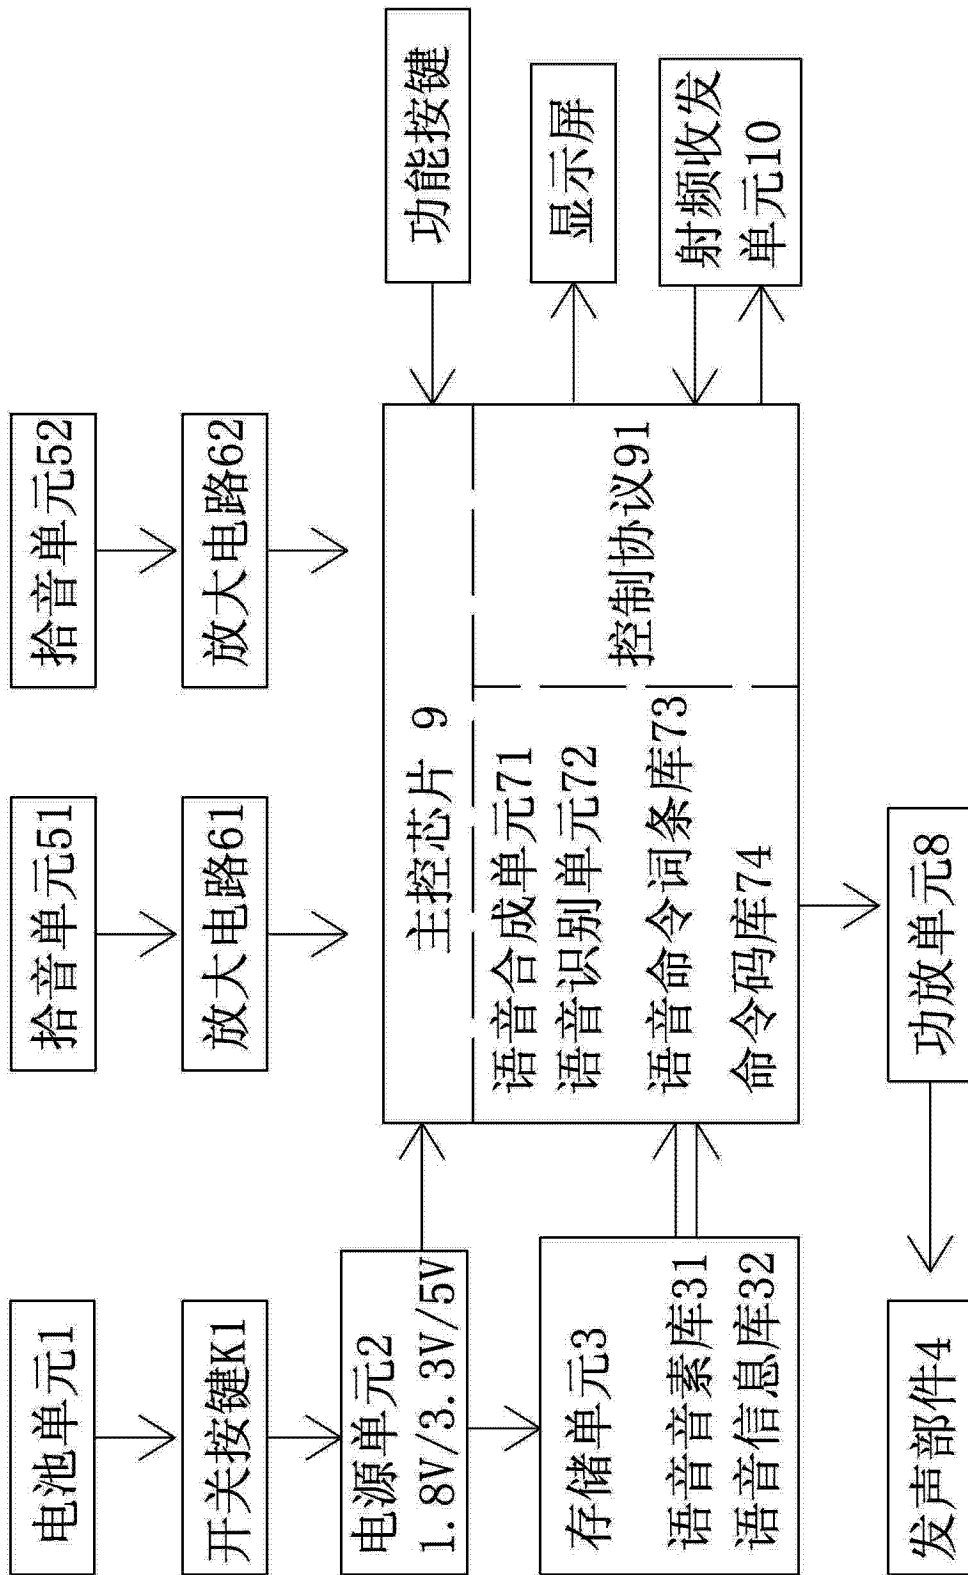 电池单元1
开关按键K1
电源单元2
1.8V/3.3V/5V
存储单元3
语音音素库31
语音信息库32
发声部件4
拾音单元51
放大电路61
拾音单元52
放大电路62
主控芯片 9
语音合成单元71
语音识别单元72
语音命令词条库73
命令码库74
控制协议91
功放单元8
功能按键
显示屏
射频收发
单元10